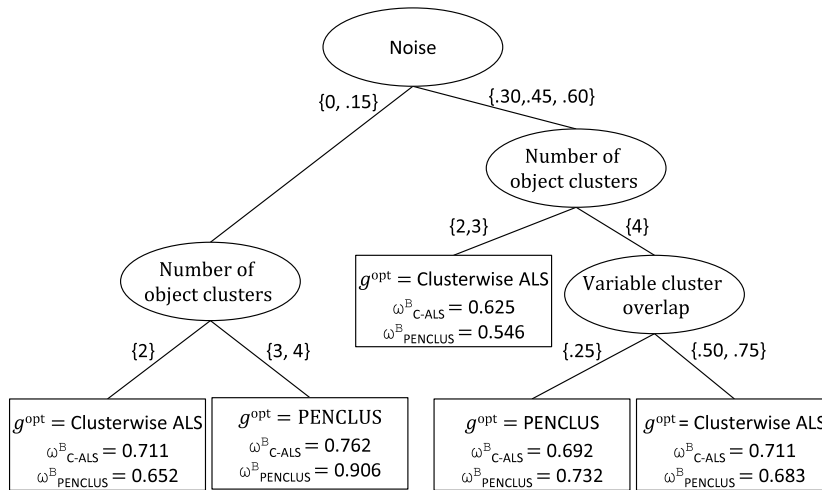 Noise
{0, .15}
{.30,.45, .60}
Number of
object clusters
{2,3}
{4}
Number of
object clusters
g^opt = Clusterwise ALS
ω^B_C-ALS = 0.625
ω^B_PENCLUS = 0.546
Variable cluster
overlap
{2}
{3, 4}
{.25}
{.50, .75}
g^opt = Clusterwise ALS
ω^B_C-ALS = 0.711
ω^B_PENCLUS = 0.652
g^opt = PENCLUS
ω^B_C-ALS = 0.762
ω^B_PENCLUS = 0.906
g^opt = PENCLUS
ω^B_C-ALS = 0.692
ω^B_PENCLUS = 0.732
g^opt = Clusterwise ALS
ω^B_C-ALS = 0.711
ω^B_PENCLUS = 0.683